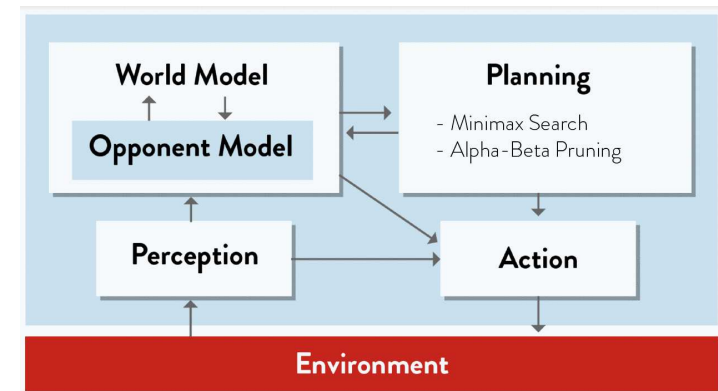 World Model
Opponent Model
Planning
- Minimax Search
- Alpha-Beta Pruning
Perception
Action
Environment